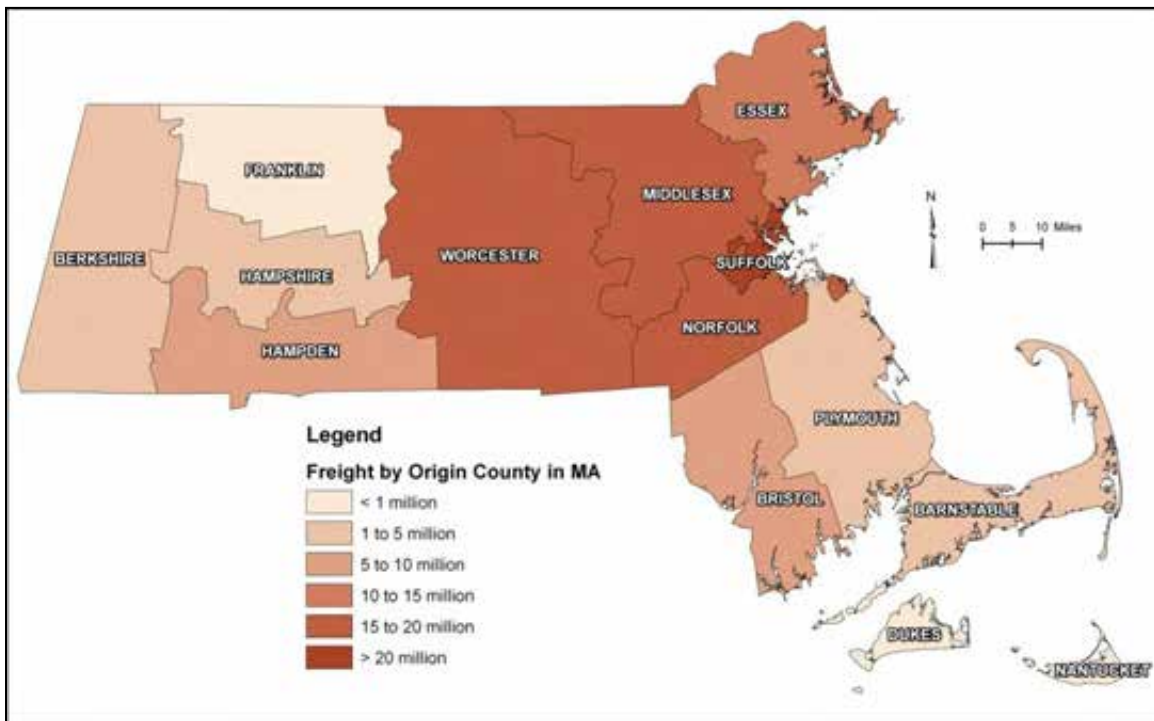 ESSEX
FRANKLIN
MIDDLESEX
N
0 5 10 Miles
BERKSHIRE
HAMPSHIRE
WORCESTER
SUFFOLK
NORFOLK
HAMPDEN
PLYMOUTH
Legend
Freight by Origin County in MA
< 1 million
1 to 5 million
5 to 10 million
10 to 15 million
15 to 20 million
> 20 million
BRISTOL
BARNSTABLE
DUKES
NANTUCKET